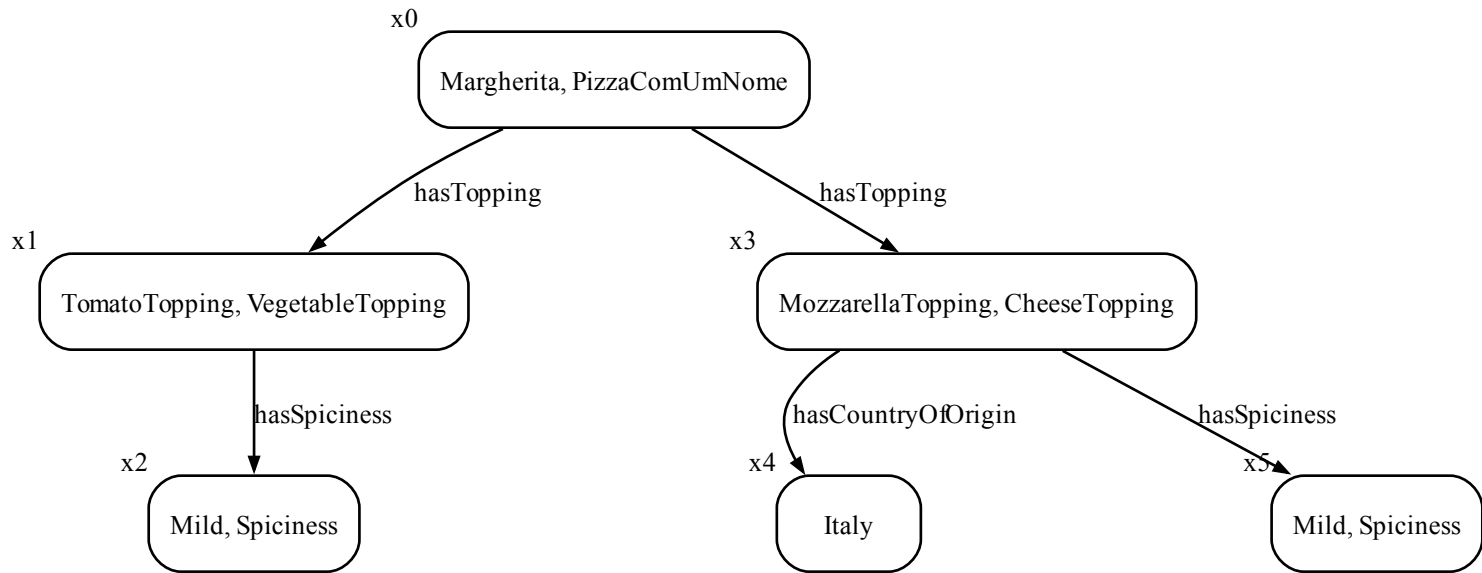 x0
Margherita, PizzaComUmNome
hasTopping
hasTopping
x1
TomatoTopping, VegetableTopping
x3
MozzarellaTopping, CheeseTopping
hasSpiciness
hasCountryOfOrigin
hasSpiciness
x2
Mild, Spiciness
x4
Italy
x5
Mild, Spiciness